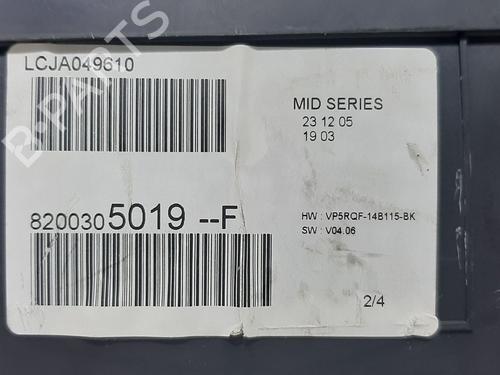 LCJA049610
MID SERIES
23 12 05
19 03
8200305019 --F
HW : VP5RQF-14B115-BK
SW : V04.06
2/4
B-PARTS